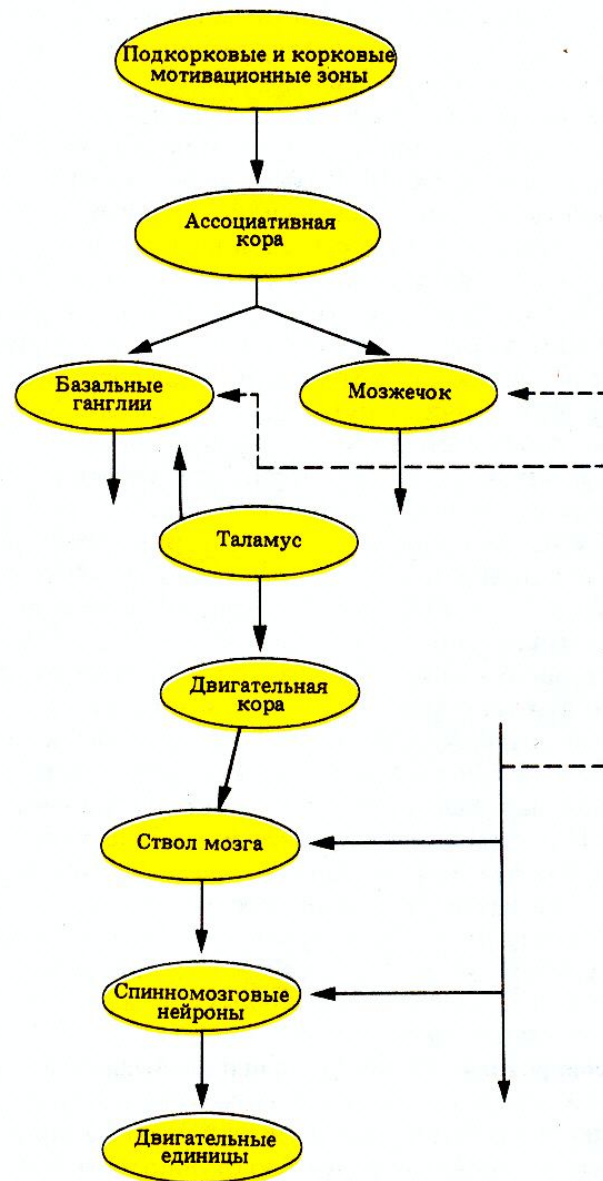 Подкорковые и корковые
мотивационные зоны
Ассоциативная
кора
Базальные
ганглии
Мозжечок
Таламус
Двигательная
кора
Ствол мозга
Спинномозговые
нейроны
Двигательные
единицы